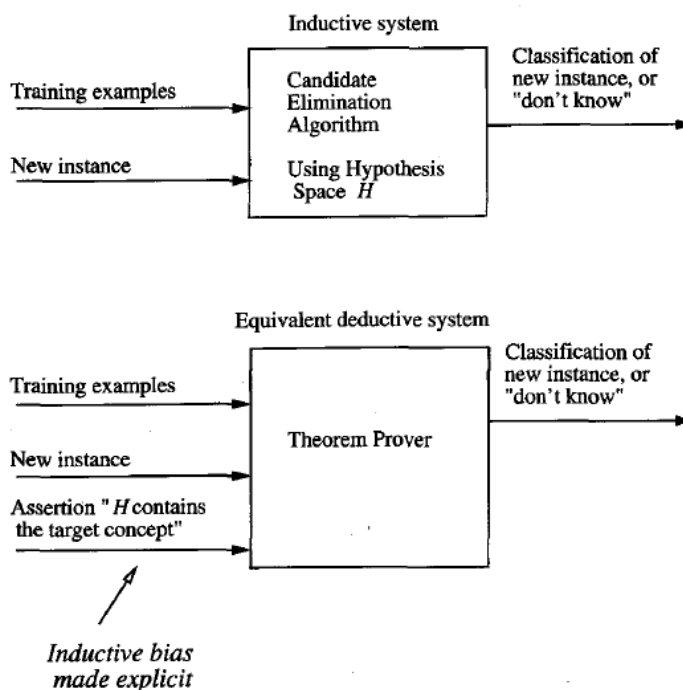 Inductive system
Training examples
New instance
Candidate
Elimination
Algorithm
Using Hypothesis
Space H
Classification of
new instance, or
"don't know"
Equivalent deductive system
Training examples
New instance
Assertion " H contains
the target concept"
Theorem Prover
Classification of
new instance, or
"don't know"
Inductive bias
made explicit